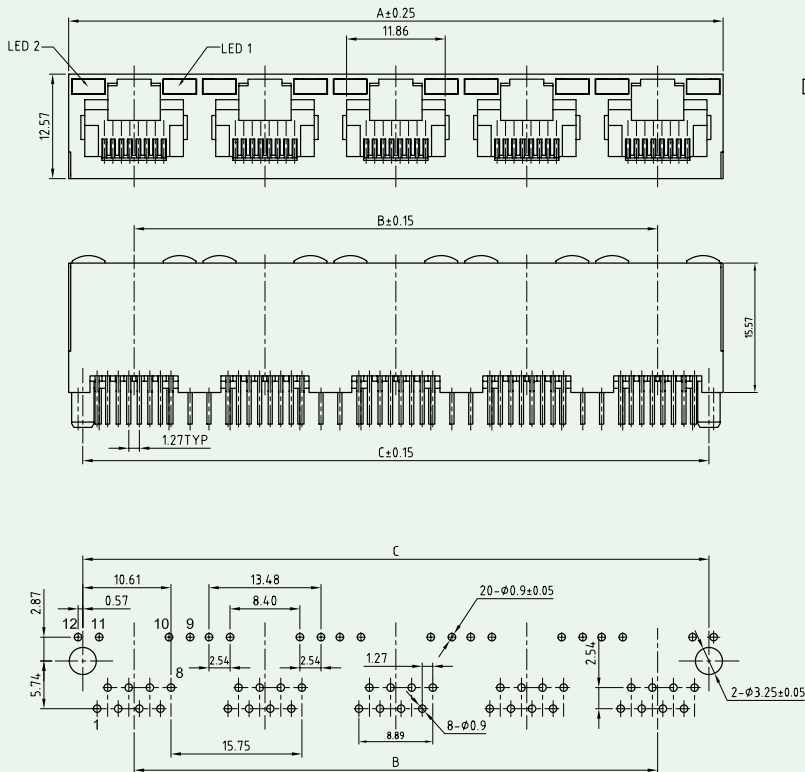 A±0.25
11.86
LED 2
LED 1
12.57
B±0.15
15.57
1.27TYP
C±0.15
C
10.61
13.48
20-Ø0.9±0.05
2.87
0.57
8.40
12
11
10
9
2.54
2.54
1.27
2.54
8
5.74
2-Ø3.25±0.05
1
8-Ø0.9
8.89
15.75
B